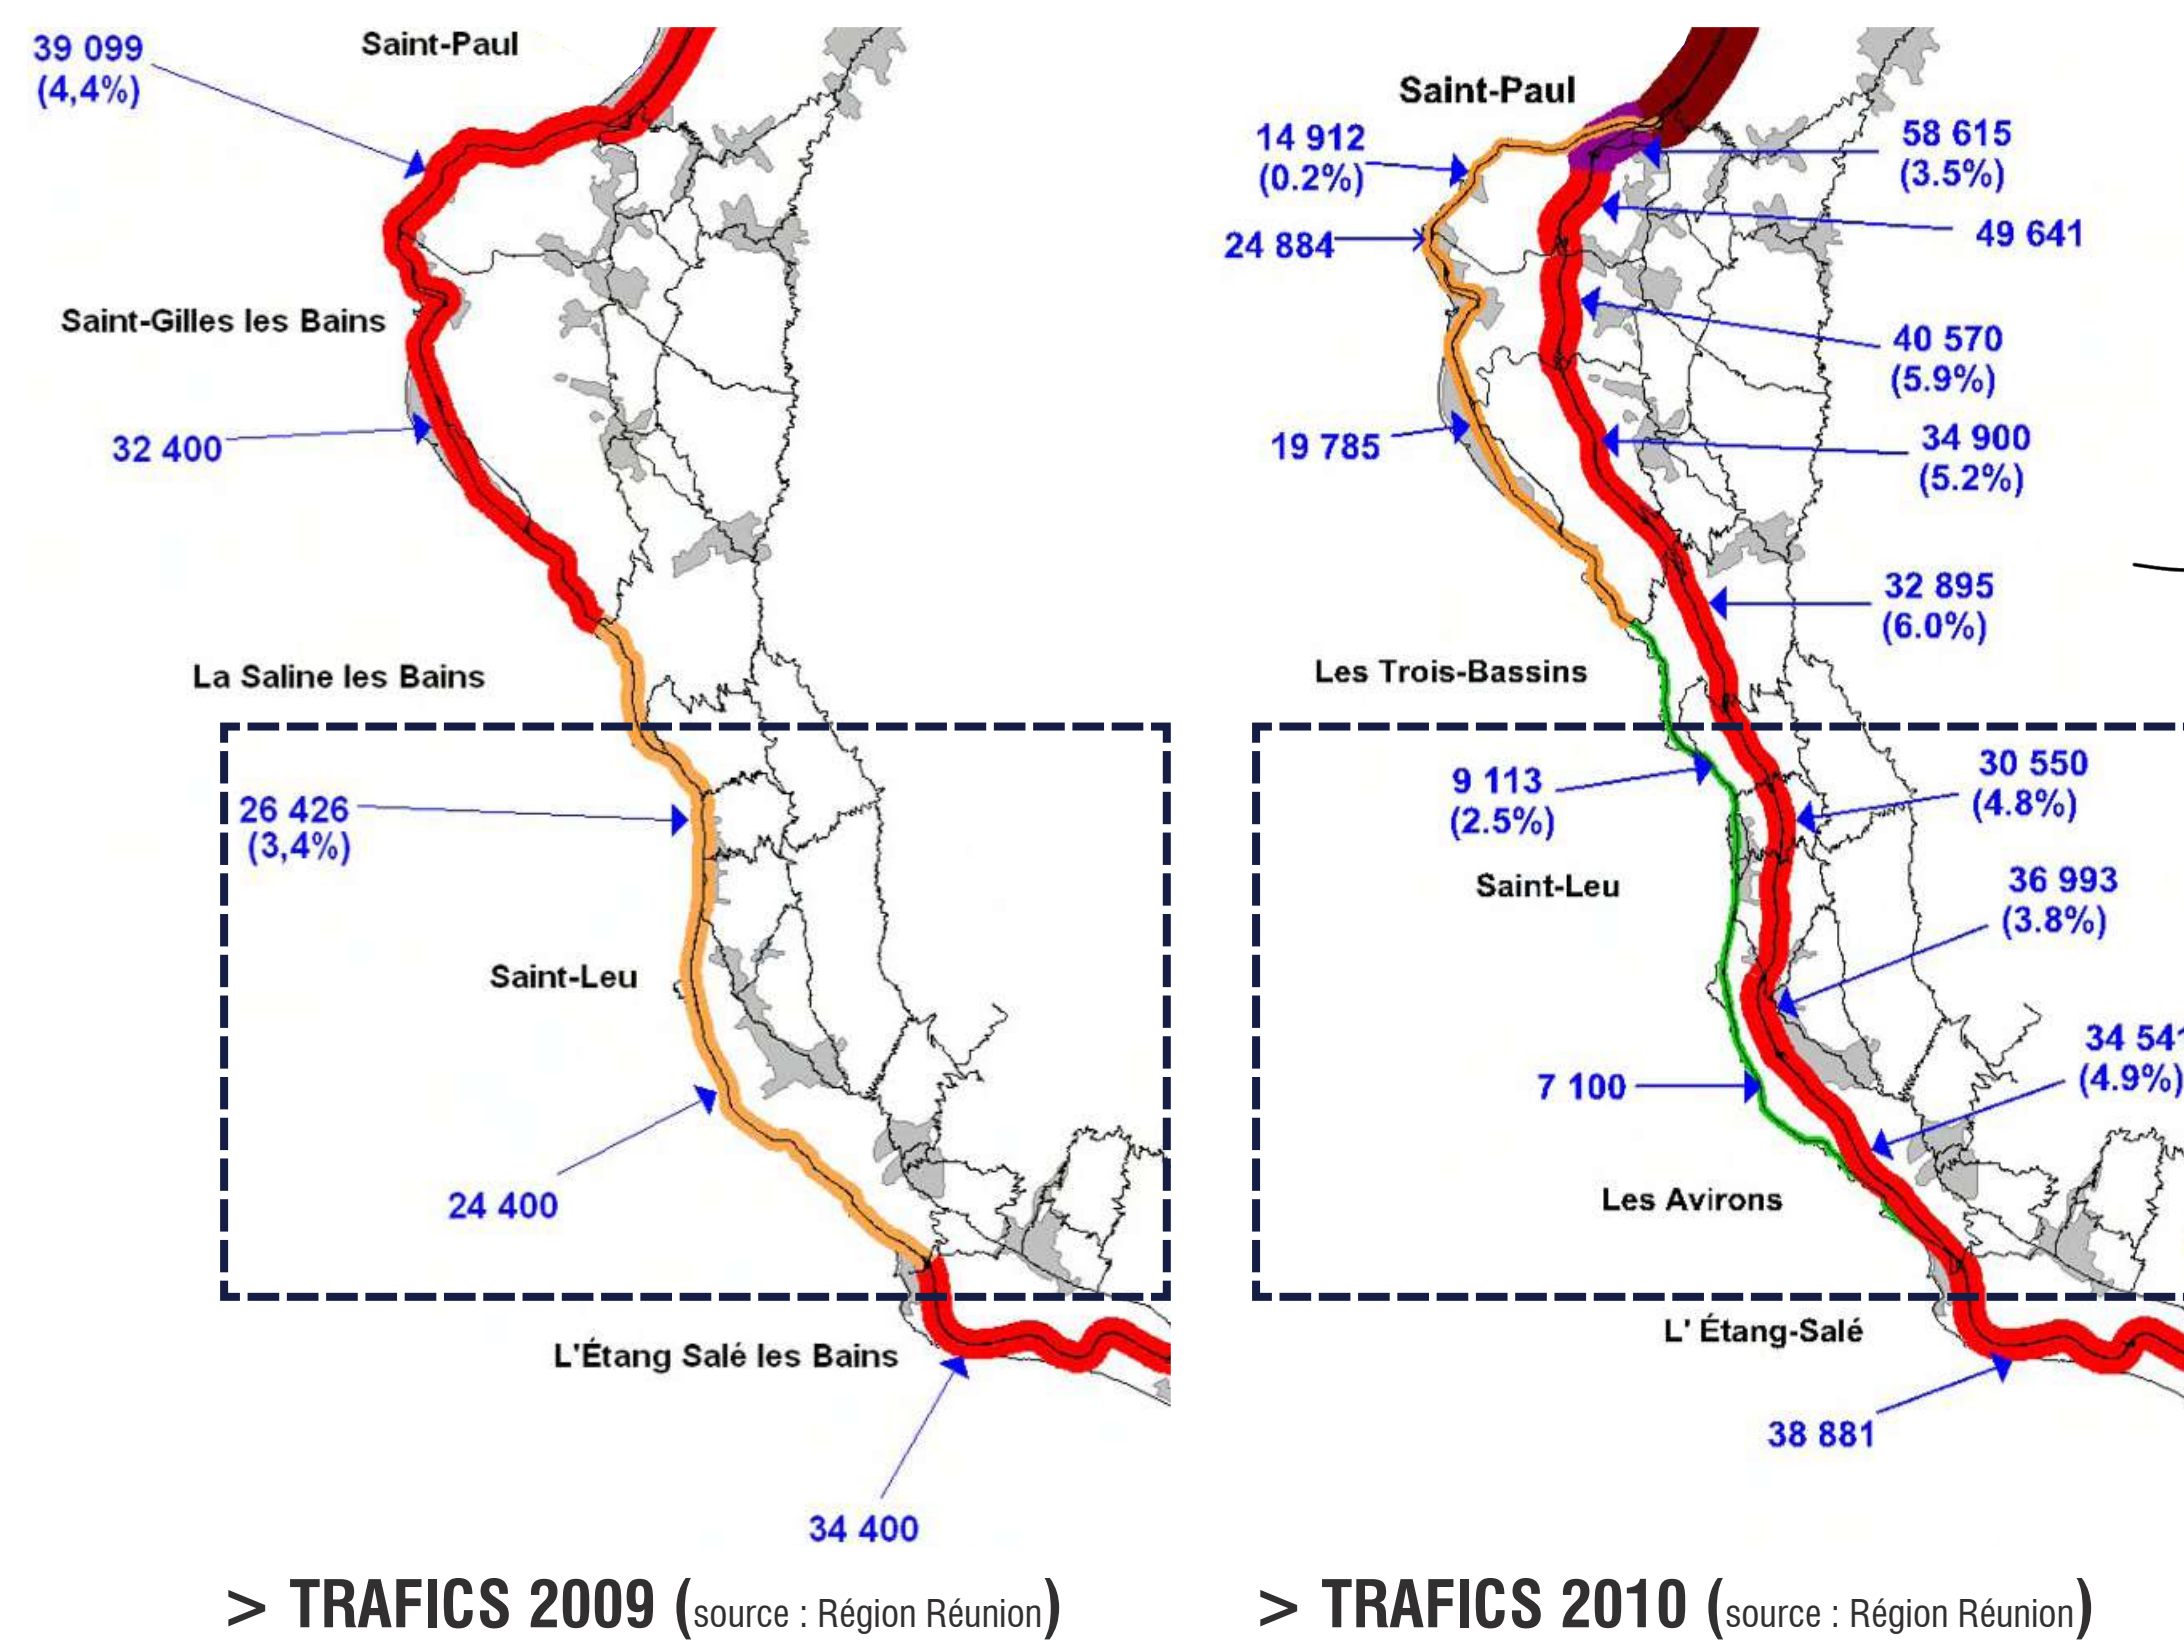 39 099
(4,4%)
Saint-Paul
Saint-Gilles les Bains
32 400
La Saline les Bains
26 426
(3,4%)
Saint-Leu
24 400
L'Étang Salé les Bains
34 400
> TRAFICS 2009 (source : Région Réunion)
Saint-Paul
14 912
(0.2%)
58 615
(3.5%)
24 884
49 641
40 570
(5.9%)
19 785
34 900
(5.2%)
32 895
(6.0%)
Les Trois-Bassins
9 113
(2.5%)
30 550
(4.8%)
Saint-Leu
36 993
(3.8%)
34 541
(4.9%)
7 100
Les Avirons
L' Étang-Salé
38 881
> TRAFICS 2010 (source : Région Réunion)